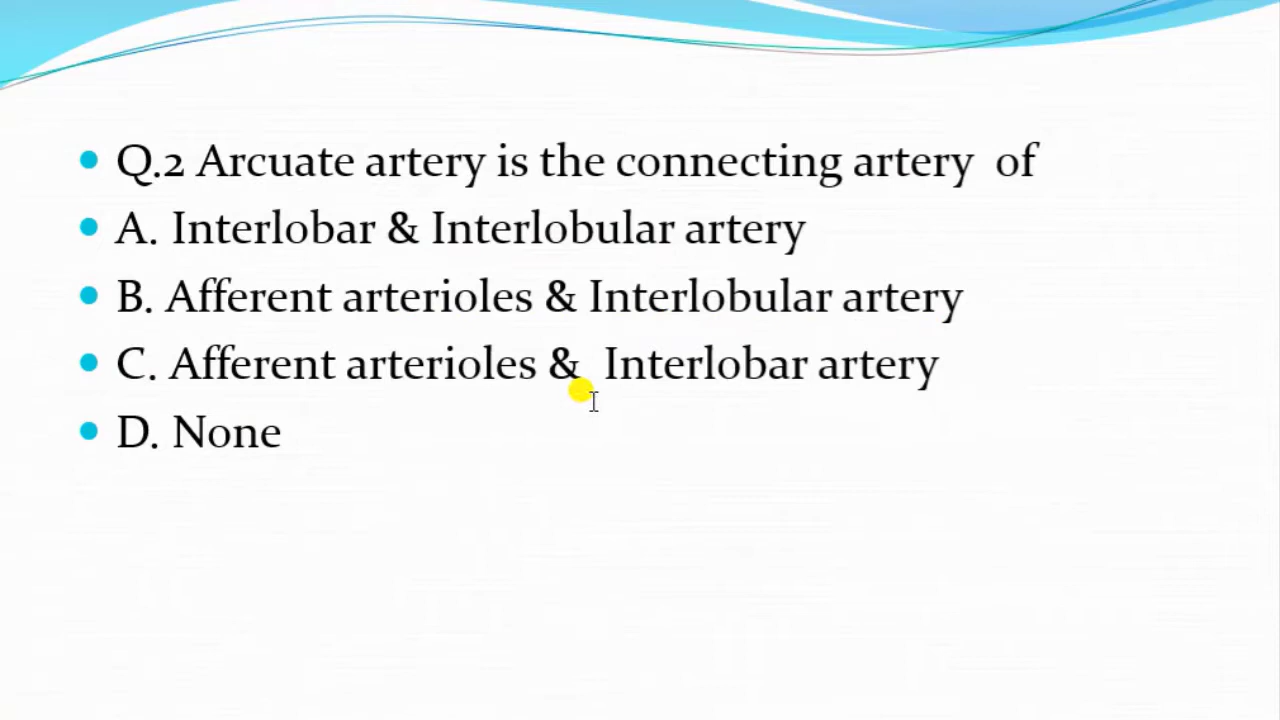 Q.2 Arcuate artery is the connecting artery of
A. Interlobar & Interlobular artery
B. Afferent arterioles & Interlobular artery
C. Afferent arterioles & Interlobar artery
D. None